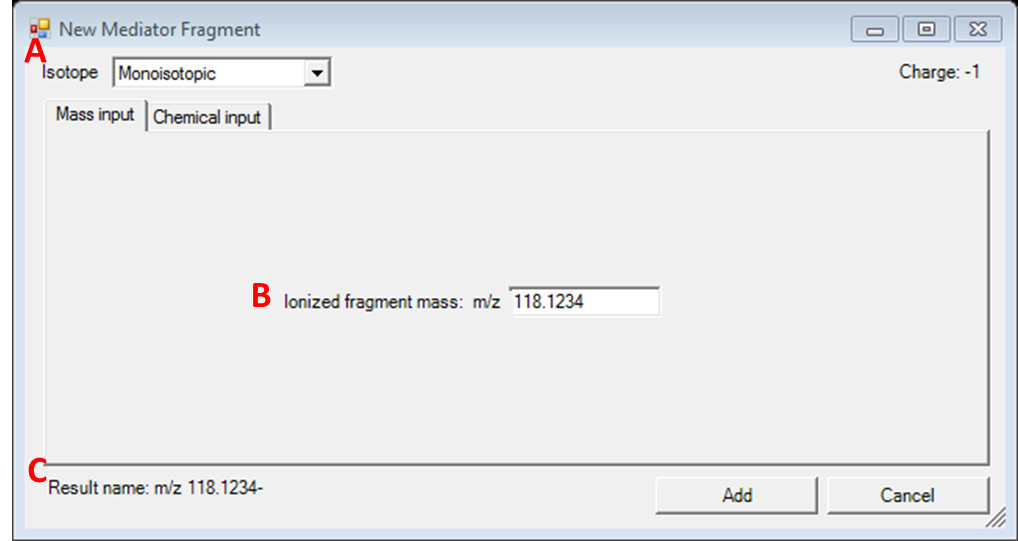 New Mediator Fragment
A
Isotope Monoisotopic Charge: -1
Mass input Chemical input
B Ionized fragment mass: m/z 118.1234
C
Result name: m/z 118.1234-
Add Cancel